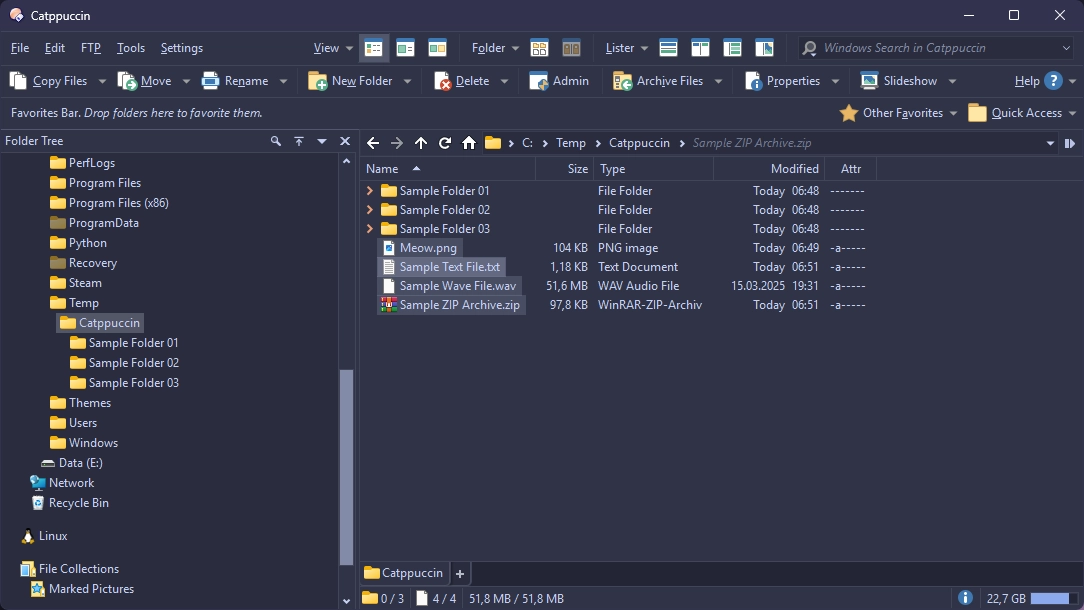 Catppuccin
File Edit FTP Tools Settings View Folder Lister Windows Search in Catppuccin
Copy Files Move Rename New Folder Delete Admin Archive Files Properties Slideshow Help
Favorites Bar. Drop folders here to favorite them. Other Favorites Quick Access
Folder Tree
PerfLogs
Program Files
Program Files (x86)
ProgramData
Python
Recovery
Steam
Temp
Catppuccin
Sample Folder 01
Sample Folder 02
Sample Folder 03
Themes
Users
Windows
Data (E:)
Network
Recycle Bin
Linux
File Collections
Marked Pictures
C: Temp Catppuccin Sample ZIP Archive.zip
Name Size Type Modified Attr
Sample Folder 01 File Folder Today 06:48 -------
Sample Folder 02 File Folder Today 06:48 -------
Sample Folder 03 File Folder Today 06:48 -------
Meow.png 104 KB PNG image Today 06:49 -a-----
Sample Text File.txt 1,18 KB Text Document Today 06:51 -a-----
Sample Wave File.wav 51,6 MB WAV Audio File 15.03.2025 19:31 -a-----
Sample ZIP Archive.zip 97,8 KB WinRAR-ZIP-Archiv Today 06:51 -a-----
Catppuccin +
0 / 3 4 / 4 51,8 MB / 51,8 MB 22,7 GB